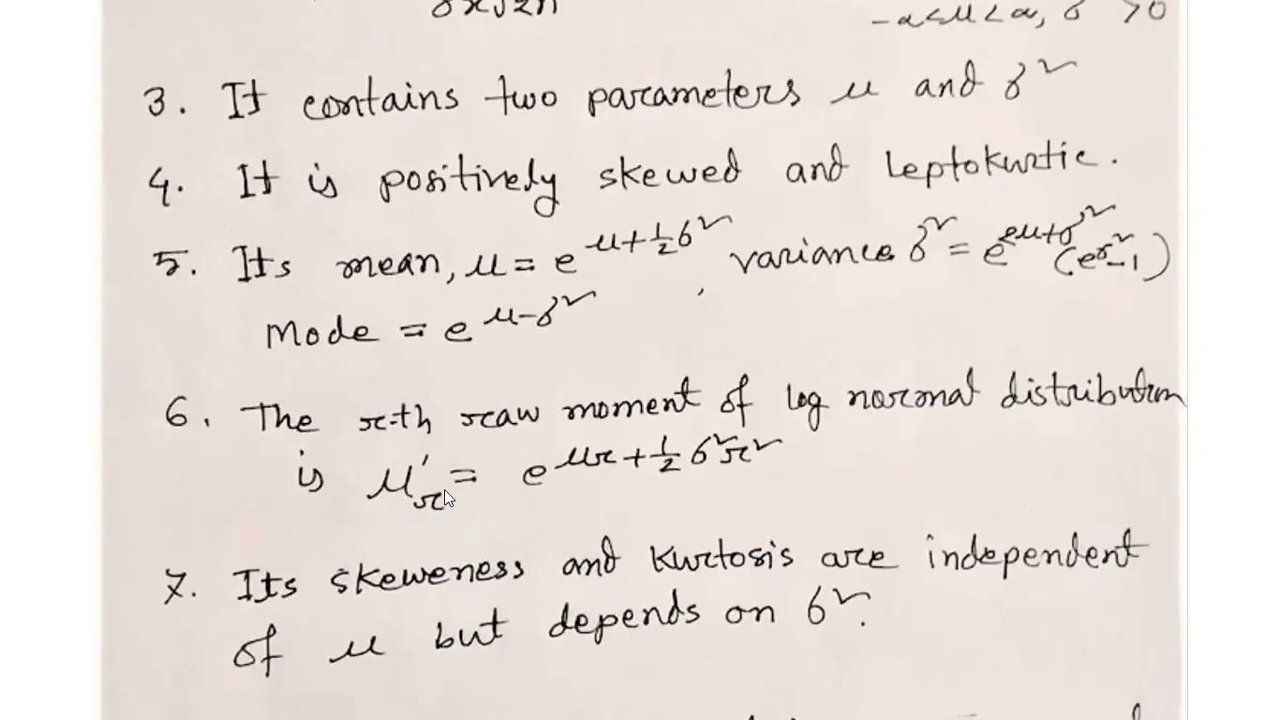 -α<μ<α, σ >0
3. It contains two parameters μ and σ²
4. It is positively skewed and Leptokurtic.
5. Its mean, μ = e^{μ+½σ²}, variance σ² = e^{2μ+σ²}(e^{σ²}-1)
Mode = e^{μ-σ²}
6. The r-th raw moment of log normal distribution
is μ'ᵣ = e^{μr+½σ²r²}
7. Its skeweness and Kurtosis are independent
of μ but depends on σ².